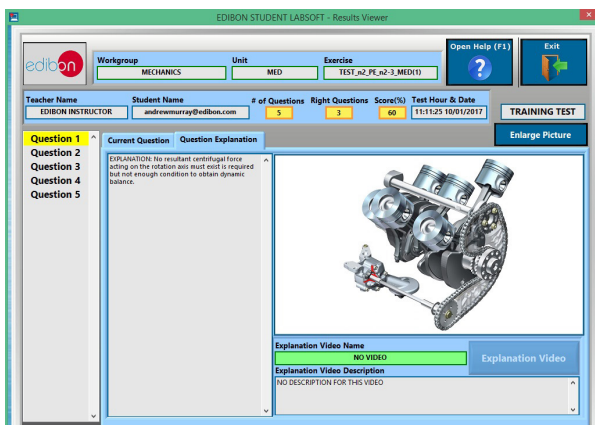 EDIBON STUDENT LABSOFT - Results Viewer
edibon
Workgroup Unit Exercise
MECHANICS MED TEST_n2_PE_n2-3_MED(1)
Open Help (F1) Exit
?
Teacher Name Student Name # of Questions Right Questions Score(%) Test Hour & Date
EDIBON INSTRUCTOR andrewmurray@edibon.com 5 3 60 11:11:25 10/01/2017 TRAINING TEST
Enlarge Picture
Question 1
Question 2
Question 3
Question 4
Question 5
Current Question Question Explanation
EXPLANATION: No resultant centrifugal force
acting on the rotation axis must exist is required
but not enough condition to obtain dynamic
balance.
Explanation Video Name
NO VIDEO
Explanation Video
Explanation Video Description
NO DESCRIPTION FOR THIS VIDEO